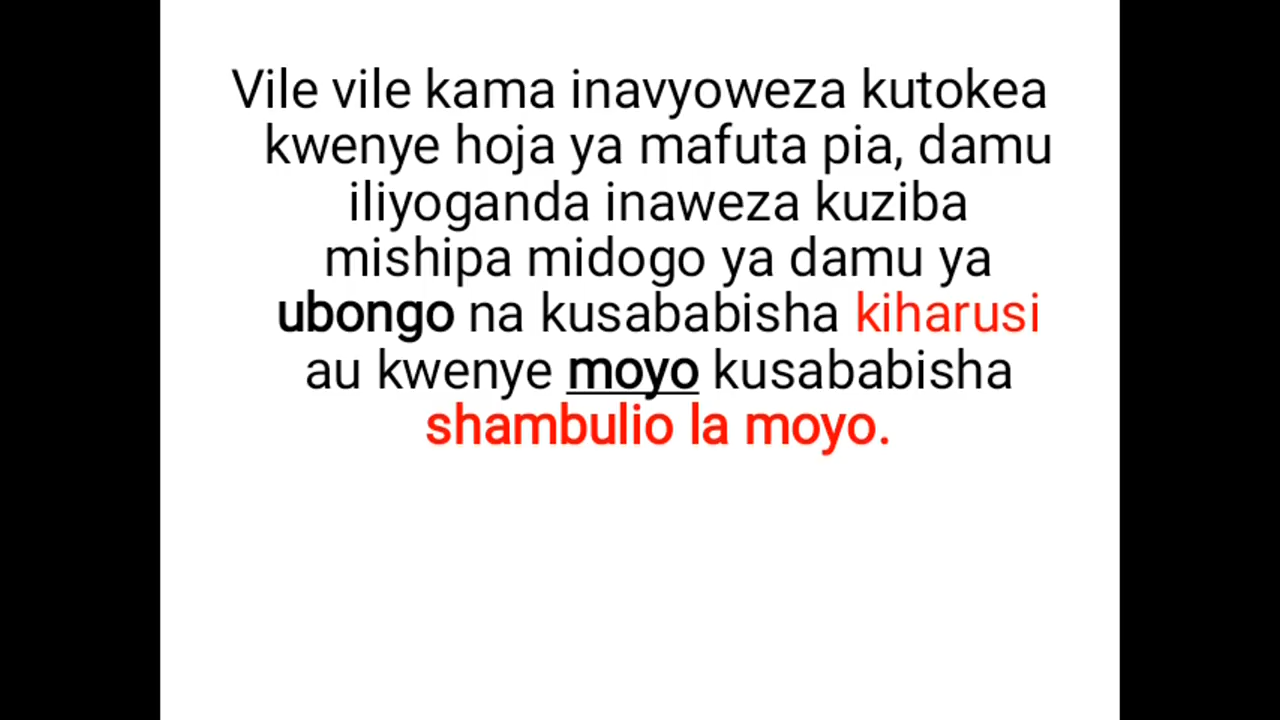 Vile vile kama inavyoweza kutokea
kwenye hoja ya mafuta pia, damu
iliyoganda inaweza kuziba
mishipa midogo ya damu ya
ubongo na kusababisha kiharusi
au kwenye moyo kusababisha
shambulio la moyo.